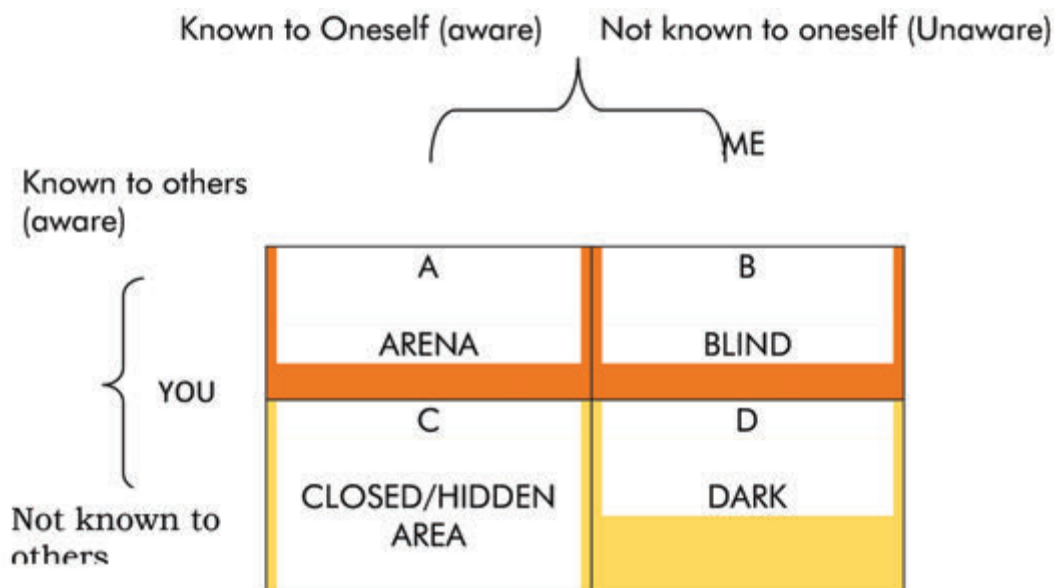 Known to Oneself (aware) Not known to oneself (Unaware)
ME
Known to others
(aware)
A B
ARENA BLIND
YOU
C D
CLOSED/HIDDEN DARK
AREA
Not known to
others